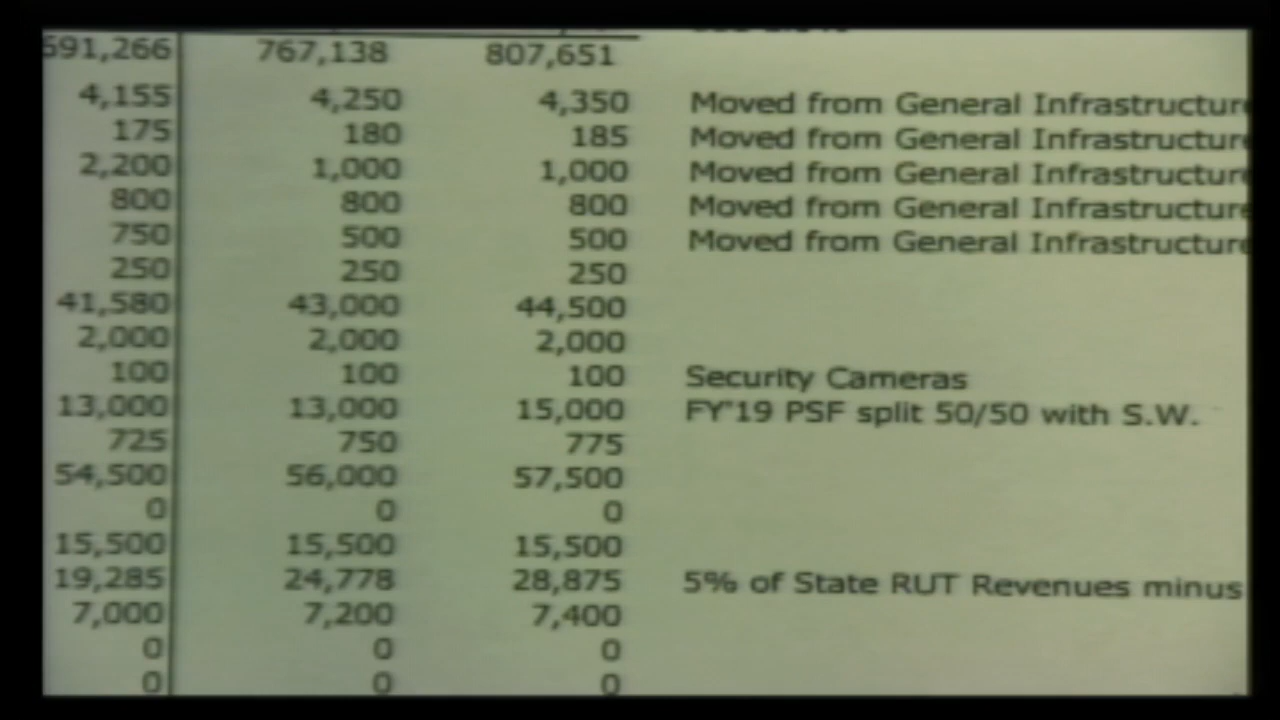 691,266 767,138 807,651
4,155 4,250 4,350 Moved from General Infrastructure
175 180 185 Moved from General Infrastructure
2,200 1,000 1,000 Moved from General Infrastructure
800 800 800 Moved from General Infrastructure
750 500 500 Moved from General Infrastructure
250 250 250
41,580 43,000 44,500
2,000 2,000 2,000
100 100 100 Security Cameras
13,000 13,000 15,000 FY'19 PSF split 50/50 with S.W.
725 750 775
54,500 56,000 57,500
0 0 0
15,500 15,500 15,500
19,285 24,778 28,875 5% of State RUT Revenues minus
7,000 7,200 7,400
0 0 0
0 0 0